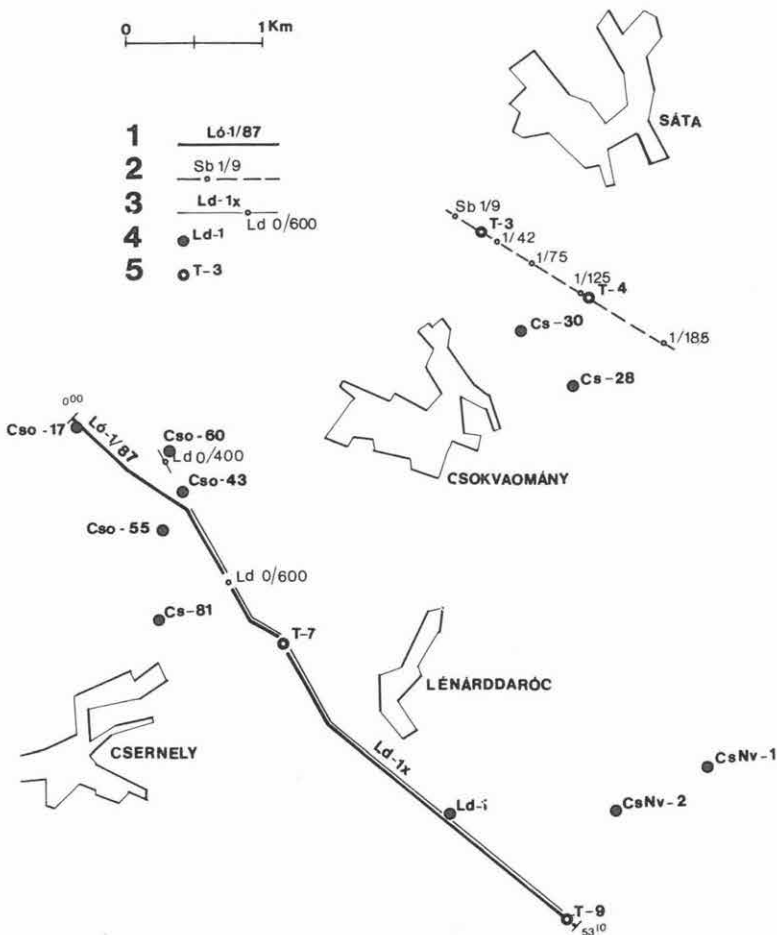 0 1 Km
1 Ló-1/87
2 Sb 1/9
3 Ld-1x
Ld 0/600
4 Ld-1
5 T-3
SÁTA
Sb 1/9
T-3
1/42
1/75
1/125
T-4
1/185
Cs-30
Cs-28
CSOKVAOMÁNY
0⁰⁰
Cso-17
Ló-1/87
Cso-60
Ld 0/400
Cso-43
Cso-55
Ld 0/600
Cs-81
T-7
LÉNÁRDDARÓC
CSERNELY
Ld-1x
CsNv-1
Ld-1
CsNv-2
T-9
53¹⁰